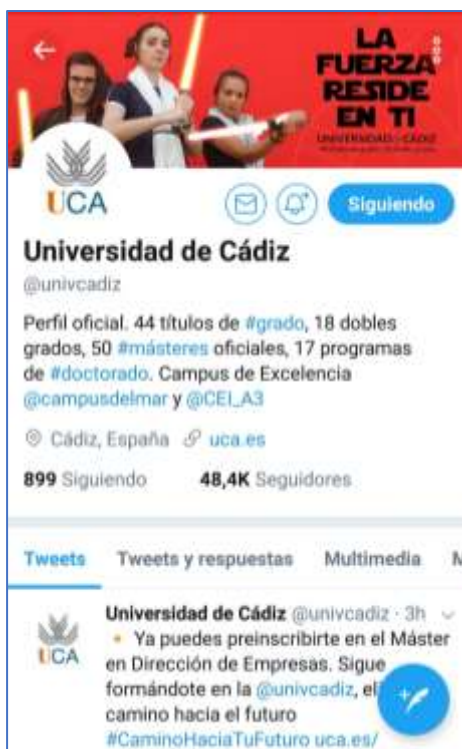 LA
FUERZA
RESIDE
EN TI
UNIVERSIDAD DE CÁDIZ
UCA
Siguiendo
Universidad de Cádiz
@univcadiz
Perfil oficial. 44 títulos de #grado, 18 dobles
grados, 50 #másteres oficiales, 17 programas
de #doctorado. Campus de Excelencia
@campusdelmar y @CEI_A3
Cádiz, España uca.es
899 Siguiendo 48,4K Seguidores
Tweets Tweets y respuestas Multimedia M
Universidad de Cádiz @univcadiz · 3h
UCA
Ya puedes preinscribirte en el Máster
en Dirección de Empresas. Sigue
formándote en la @univcadiz, el
camino hacia el futuro
#CaminoHaciaTuFuturo uca.es/